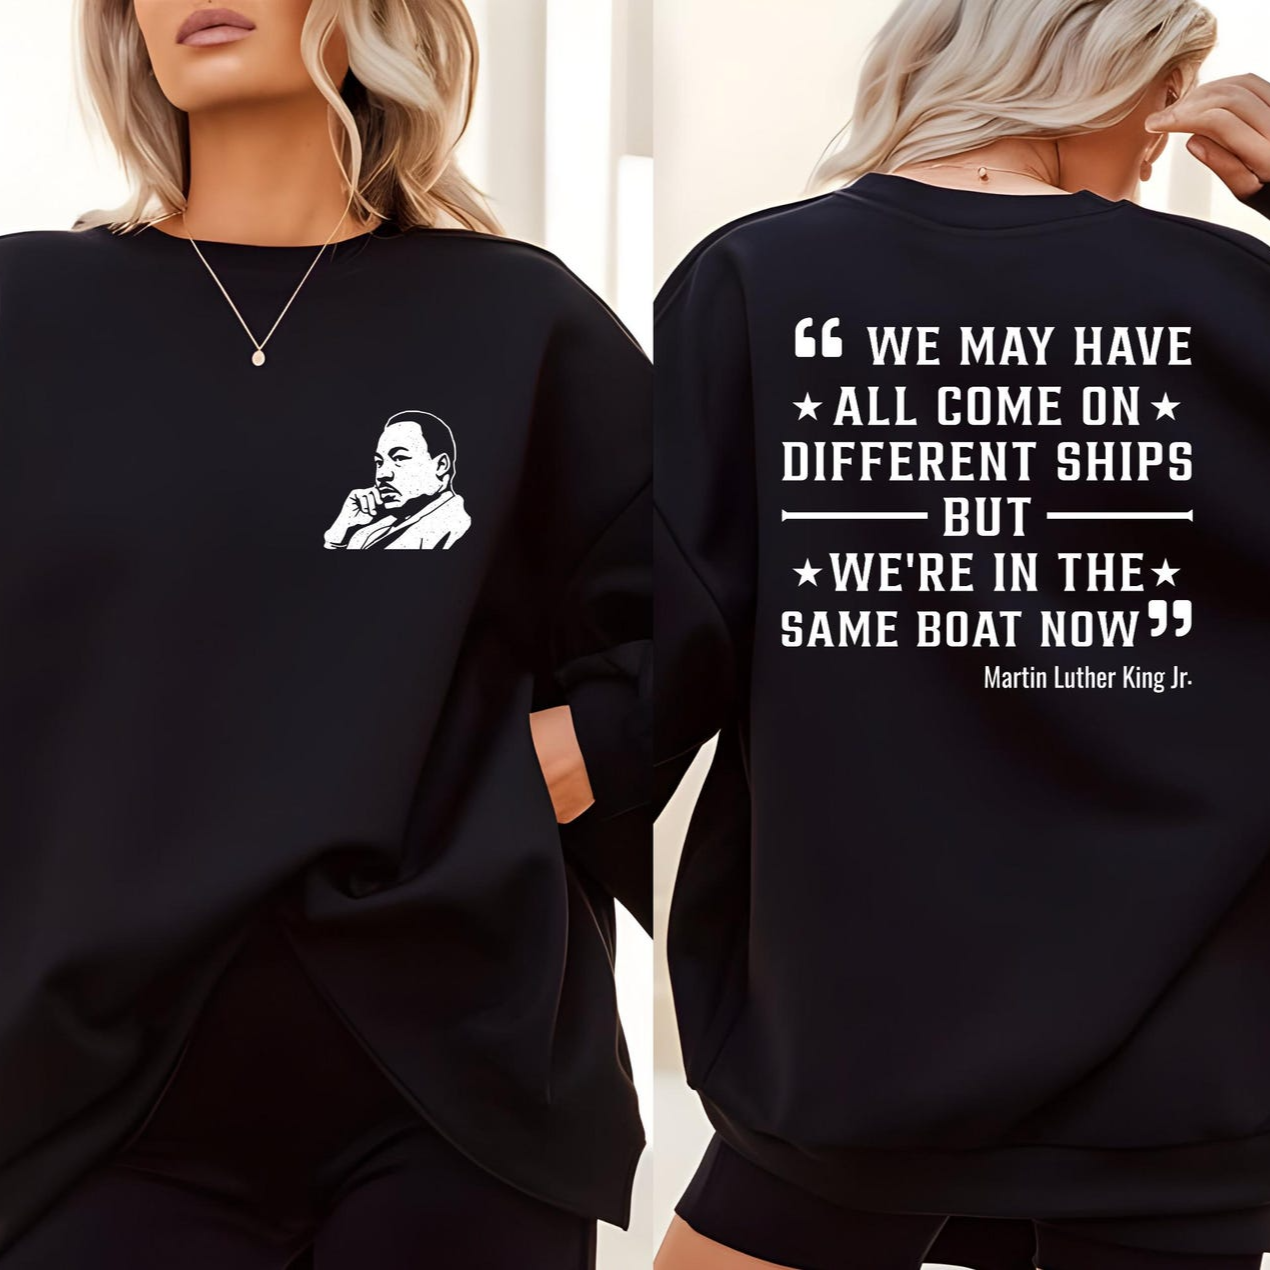 “ WE MAY HAVE
★ ALL COME ON ★
DIFFERENT SHIPS
BUT
★ WE'RE IN THE ★
SAME BOAT NOW ”
Martin Luther King Jr.